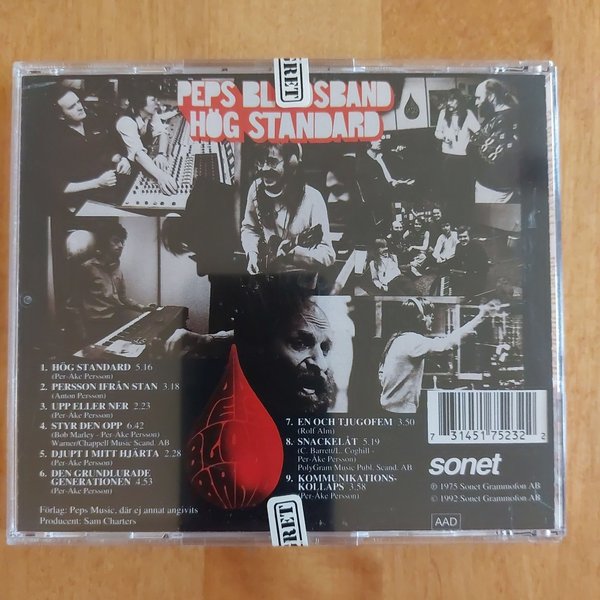 GRET
PEPS BLODSBAND
HÖG STANDARD
1. HÖG STANDARD 5.16
(Per-Åke Persson)
2. PERSSON IFRÅN STAN 3.18
(Anton Persson)
3. UPP ELLER NER 2.23
(Per-Åke Persson)
4. STYR DEN OPP 6.42
(Bob Marley - Per-Åke Persson)
Warner/Chappell Music Scand. AB
5. DJUPT I MITT HJÄRTA 2.28
(Per-Åke Persson)
6. DEN GRUNDLURADE
GENERATIONEN 4.53
(Per-Åke Persson)
Förlag: Peps Music, där ej annat angivits
Producent: Sam Charters
7. EN OCH TJUGOFEM 3.50
(Rolf Alm)
8. SNACKELÅT 5.19
(C. Barrett/L. Coghill -
Per-Åke Persson)
PolyGram Music Publ. Scand. AB
9. KOMMUNIKATIONS-
KOLLAPS 3.58
(Per-Åke Persson)
7 31451 75232 2
sonet
℗ 1975 Sonet Grammofon AB
© 1992 Sonet Grammofon AB
AAD
GRET